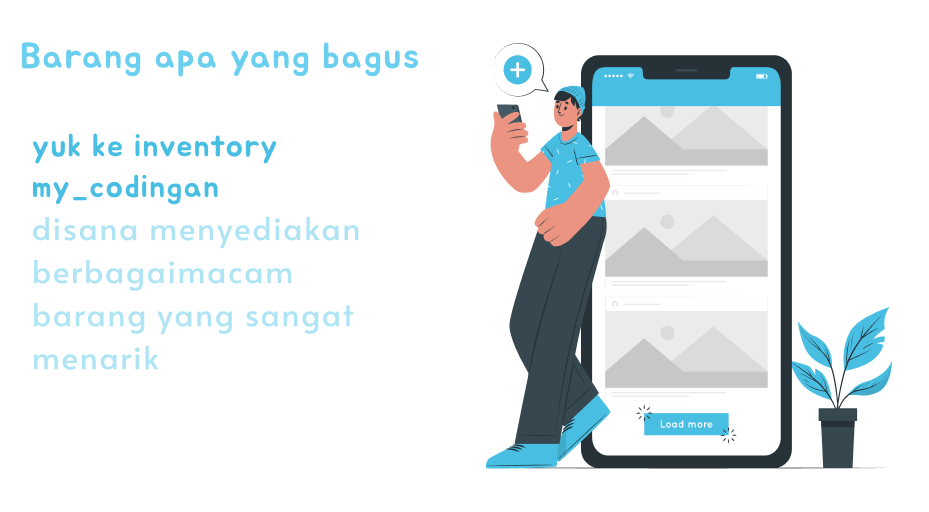 Barang apa yang bagus
yuk ke inventory
my_codingan
disana menyediakan
berbagaimacam
barang yang sangat
menarik
Load more